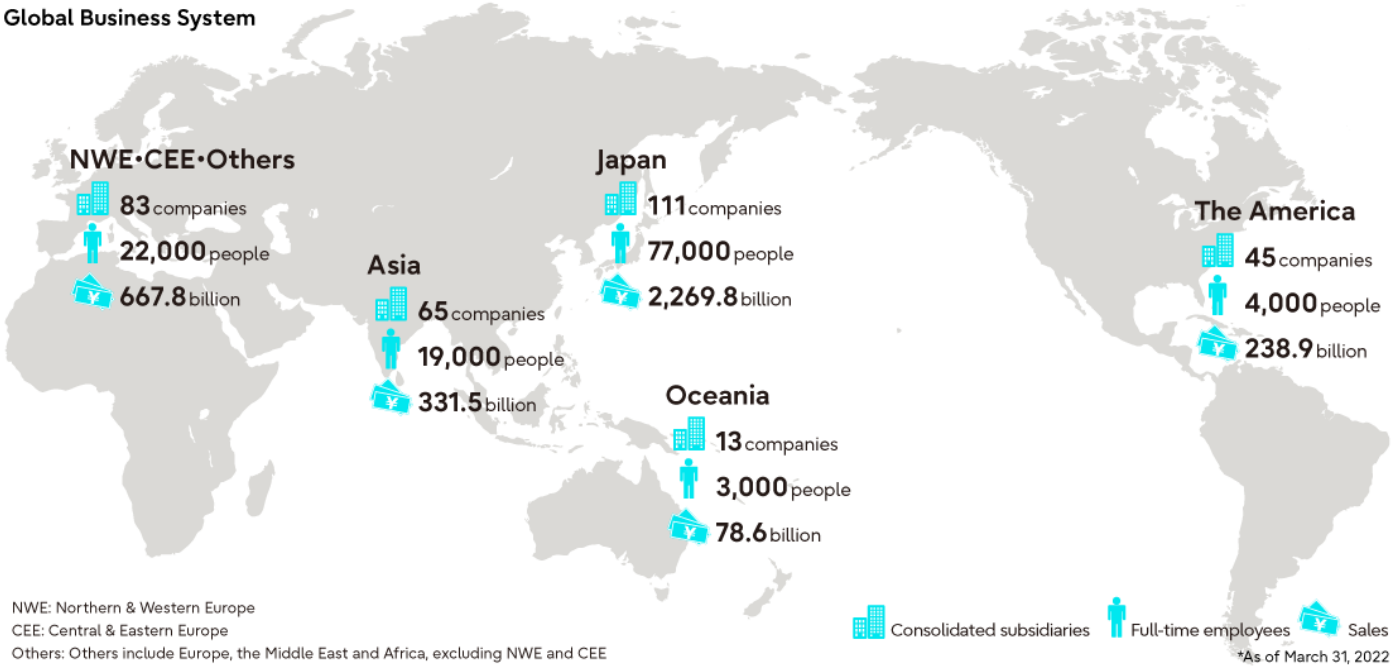 Global Business System
NWE•CEE•Others
83 companies
22,000 people
¥ 667.8 billion
Asia
65 companies
19,000 people
¥ 331.5 billion
Japan
111 companies
77,000 people
¥ 2,269.8 billion
Oceania
13 companies
3,000 people
¥ 78.6 billion
The America
45 companies
4,000 people
¥ 238.9 billion
NWE: Northern & Western Europe
CEE: Central & Eastern Europe
Others: Others include Europe, the Middle East and Africa, excluding NWE and CEE
Consolidated subsidiaries Full-time employees ¥ Sales
*As of March 31, 2022